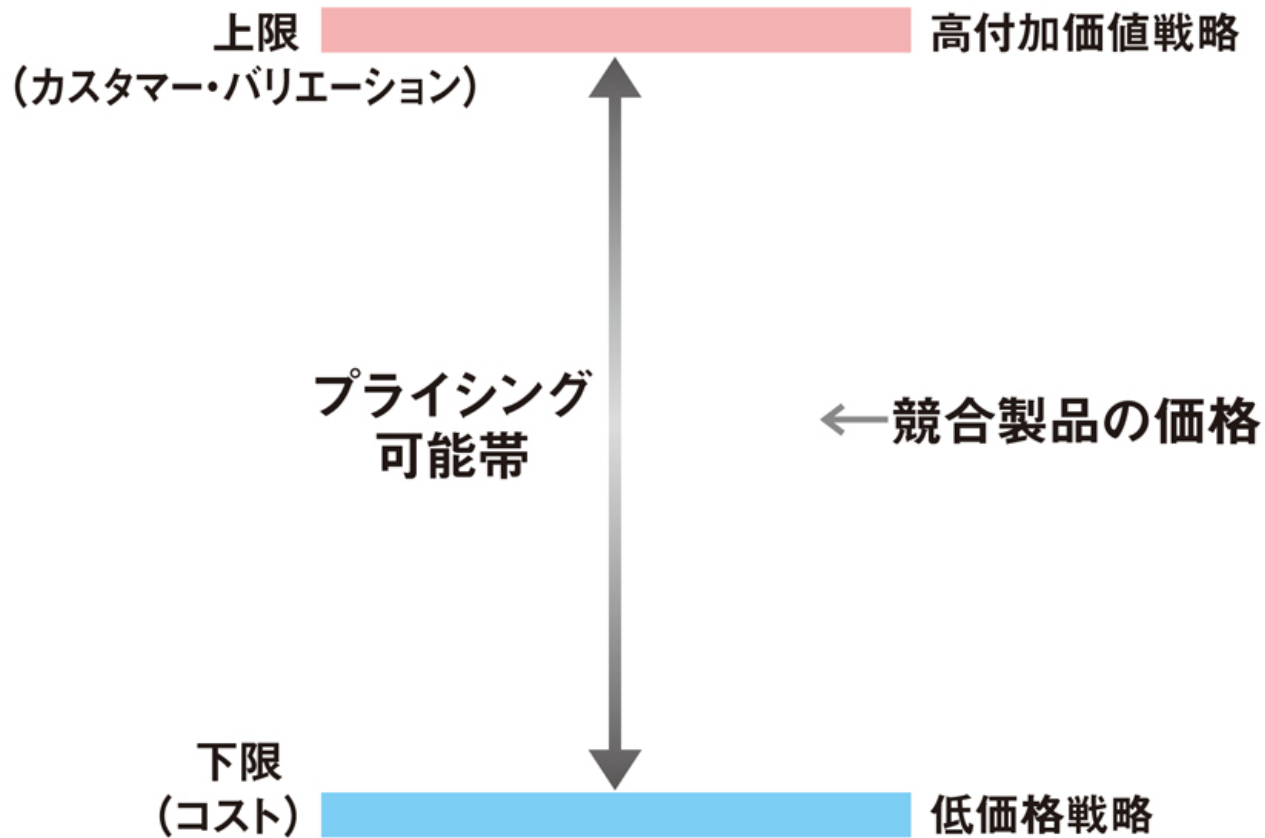 上限
(カスタマー・バリエーション)
高付加価値戦略
プライシング
可能帯
←競合製品の価格
下限
(コスト)
低価格戦略